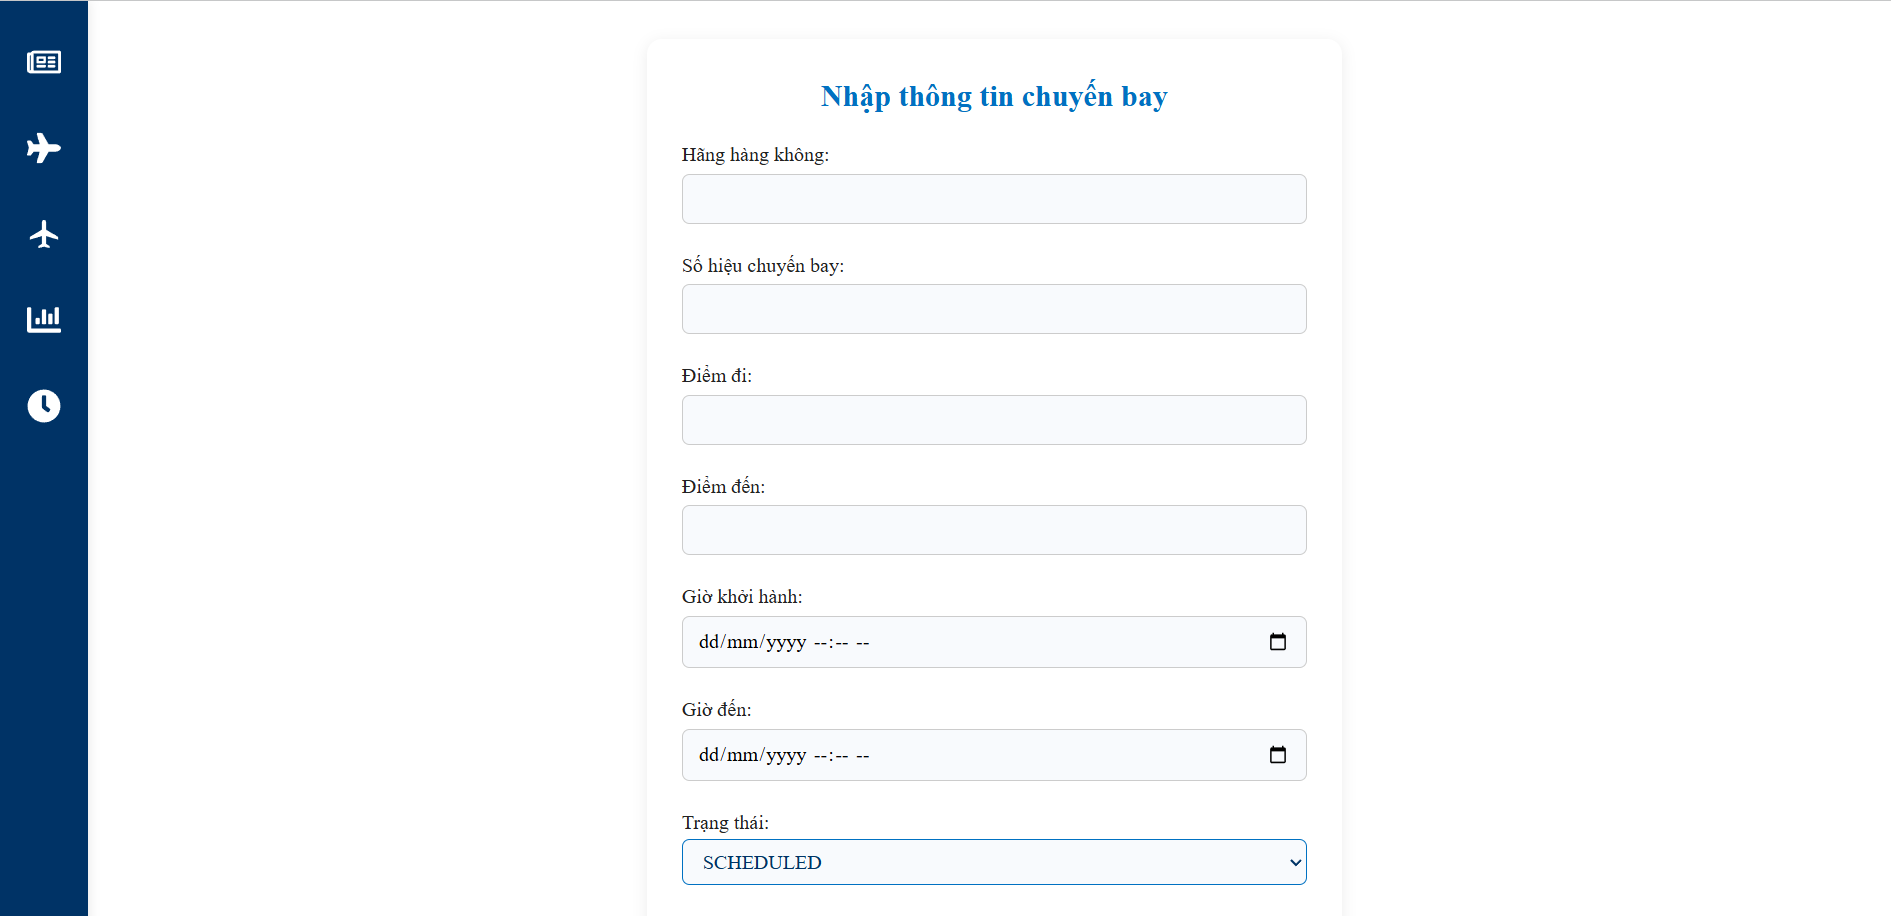 Nhập thông tin chuyến bay
Hãng hàng không:
Số hiệu chuyến bay:
Điểm đi:
Điểm đến:
Giờ khởi hành:
dd/mm/yyyy --:-- --
Giờ đến:
dd/mm/yyyy --:-- --
Trạng thái:
SCHEDULED